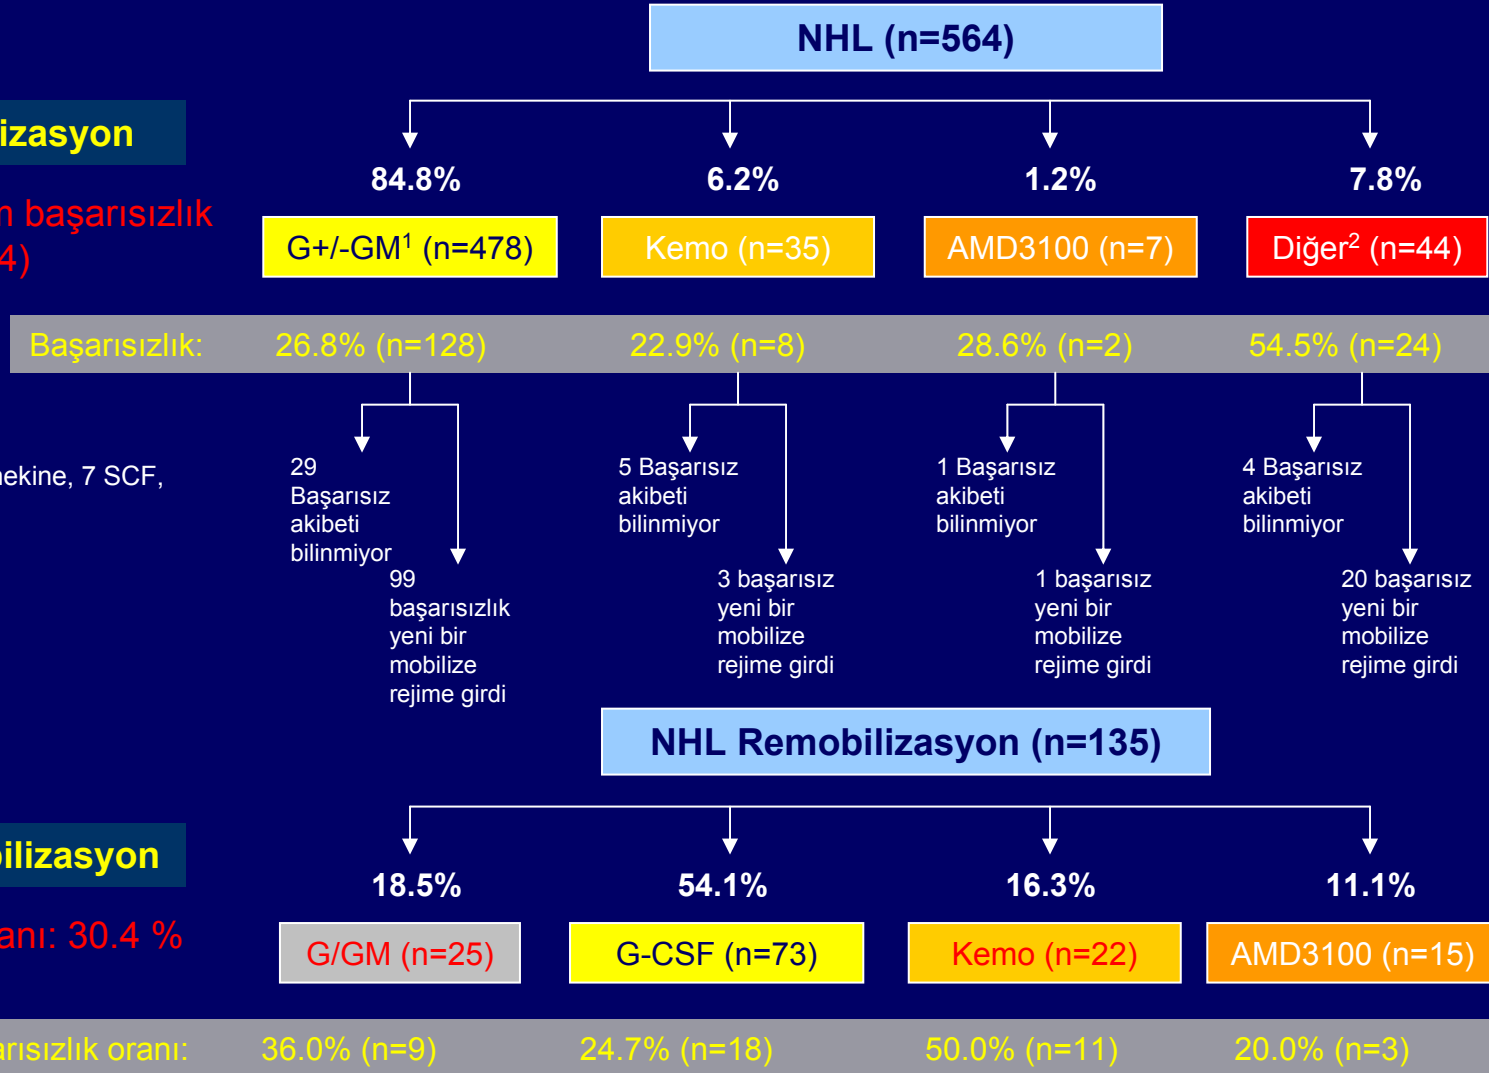 NHL (n=564)
izasyon
84.8% 6.2% 1.2% 7.8%
başarısızlık
4)
G+/-GM¹ (n=478) Kemo (n=35) AMD3100 (n=7) Diğer² (n=44)
Başarısızlık: 26.8% (n=128) 22.9% (n=8) 28.6% (n=2) 54.5% (n=24)
ekine, 7 SCF,
29
Başarısız
akibeti
bilinmiyor
5 Başarısız
akibeti
bilinmiyor
1 Başarısız
akibeti
bilinmiyor
4 Başarısız
akibeti
bilinmiyor
99
başarısızlık
yeni bir
mobilize
rejime girdi
3 başarısız
yeni bir
mobilize
rejime girdi
1 başarısız
yeni bir
mobilize
rejime girdi
20 başarısız
yeni bir
mobilize
rejime girdi
NHL Remobilizasyon (n=135)
bilizasyon
18.5% 54.1% 16.3% 11.1%
anı: 30.4 %
G/GM (n=25) G-CSF (n=73) Kemo (n=22) AMD3100 (n=15)
arısızlık oranı: 36.0% (n=9) 24.7% (n=18) 50.0% (n=11) 20.0% (n=3)